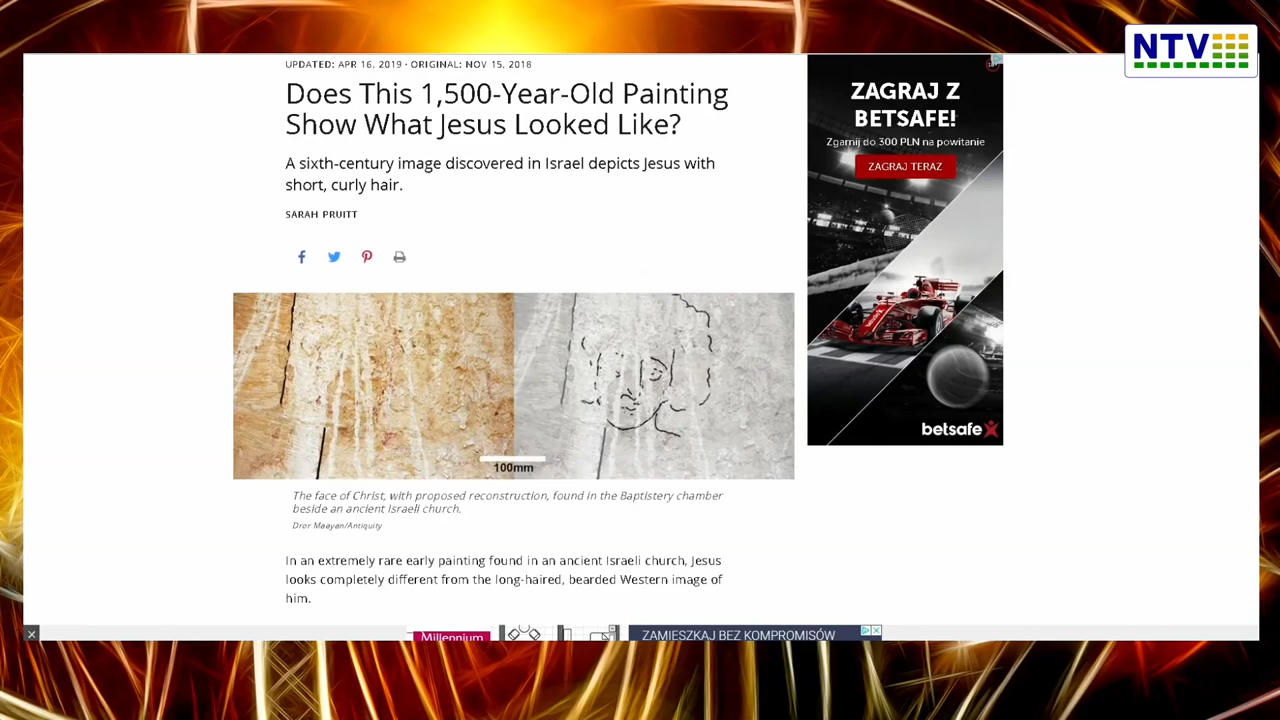 NTV
UPDATED: APR 16, 2019 · ORIGINAL: NOV 15, 2018
Does This 1,500-Year-Old Painting
Show What Jesus Looked Like?
A sixth-century image discovered in Israel depicts Jesus with
short, curly hair.
SARAH PRUITT
100mm
The face of Christ, with proposed reconstruction, found in the Baptistery chamber
beside an ancient Israeli church.
Dror Maayan/Antiquity
In an extremely rare early painting found in an ancient Israeli church, Jesus
looks completely different from the long-haired, bearded Western image of
him.
ZAGRAJ Z
BETSAFE!
Zgarnij do 300 PLN na powitanie
ZAGRAJ TERAZ
betsafe
Millennium
ZAMIESZKAJ BEZ KOMPROMISÓW